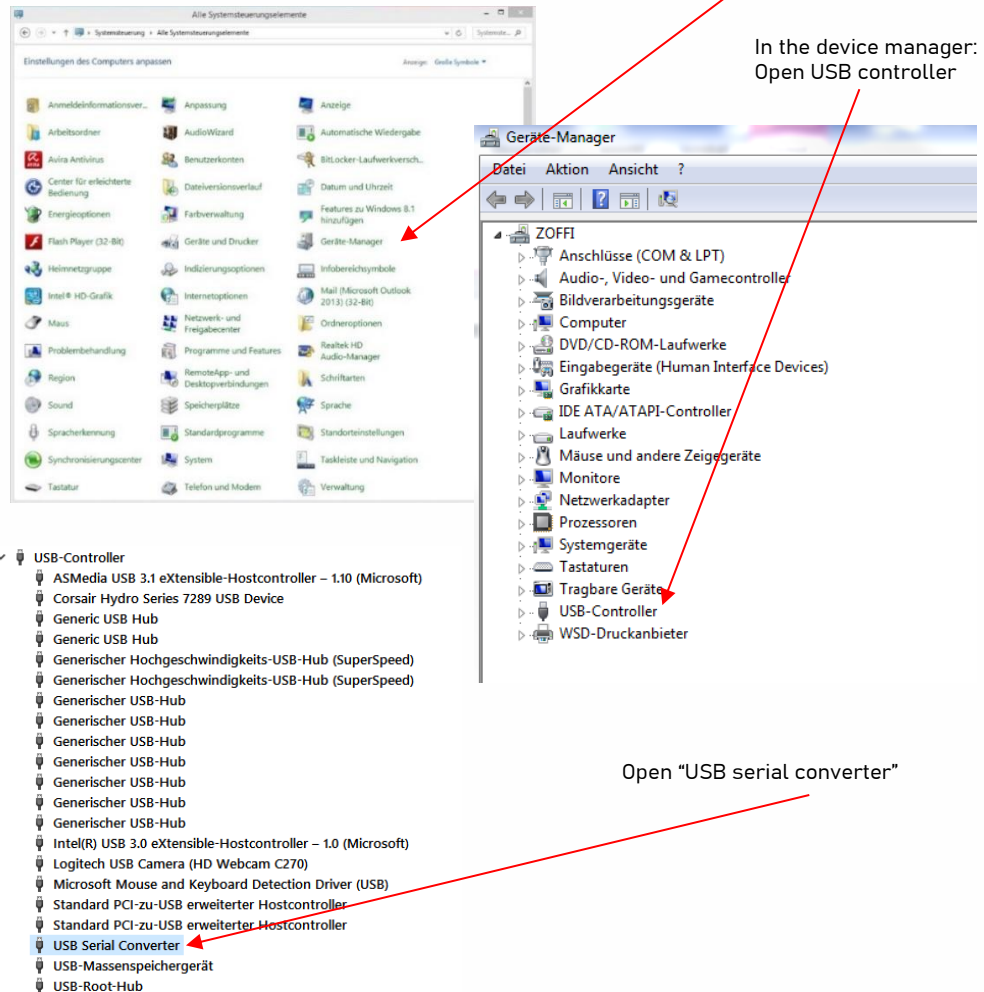 Alle Systemsteuerungselemente
Systemsteuerung
Alle Systemsteuerungselemente
Systemste...
Einstellungen des Computers anpassen
Anzeige: Große Symbole
Anmeldeinformationsver...
Anpassung
Anzeige
Arbeitsordner
AudioWizard
Automatische Wiedergabe
Avira Antivirus
Benutzerkonten
BitLocker-Laufwerkversch...
Center für erleichterte
Bedienung
Dateiversionsverlauf
Datum und Uhrzeit
Energieoptionen
Farbverwaltung
Features zu Windows 8.1
hinzufügen
Flash Player (32-Bit)
Geräte und Drucker
Geräte-Manager
Heimnetzgruppe
Indizierungsoptionen
Infobereichsymbole
Intel® HD-Grafik
Internetoptionen
Mail (Microsoft Outlook
2013) (32-Bit)
Maus
Netzwerk- und
Freigabecenter
Ordneroptionen
Problembehandlung
Programme und Features
Realtek HD
Audio-Manager
Region
RemoteApp- und
Desktopverbindungen
Schriftarten
Sound
Speicherplätze
Sprache
Spracherkennung
Standardprogramme
Standorteinstellungen
Synchronisierungscenter
System
Taskleiste und Navigation
Tastatur
Telefon und Modem
Verwaltung
In the device manager:
Open USB controller
Geräte-Manager
Datei Aktion Ansicht ?
ZOFFI
Anschlüsse (COM & LPT)
Audio-, Video- und Gamecontroller
Bildverarbeitungsgeräte
Computer
DVD/CD-ROM-Laufwerke
Eingabegeräte (Human Interface Devices)
Grafikkarte
IDE ATA/ATAPI-Controller
Laufwerke
Mäuse und andere Zeigegeräte
Monitore
Netzwerkadapter
Prozessoren
Systemgeräte
Tastaturen
Tragbare Geräte
USB-Controller
WSD-Druckanbieter
USB-Controller
ASMedia USB 3.1 eXtensible-Hostcontroller – 1.10 (Microsoft)
Corsair Hydro Series 7289 USB Device
Generic USB Hub
Generic USB Hub
Generischer Hochgeschwindigkeits-USB-Hub (SuperSpeed)
Generischer Hochgeschwindigkeits-USB-Hub (SuperSpeed)
Generischer USB-Hub
Generischer USB-Hub
Generischer USB-Hub
Generischer USB-Hub
Generischer USB-Hub
Generischer USB-Hub
Generischer USB-Hub
Intel(R) USB 3.0 eXtensible-Hostcontroller – 1.0 (Microsoft)
Logitech USB Camera (HD Webcam C270)
Microsoft Mouse and Keyboard Detection Driver (USB)
Standard PCI-zu-USB erweiterter Hostcontroller
Standard PCI-zu-USB erweiterter Hostcontroller
USB Serial Converter
USB-Massenspeichergerät
USB-Root-Hub
Open “USB serial converter”